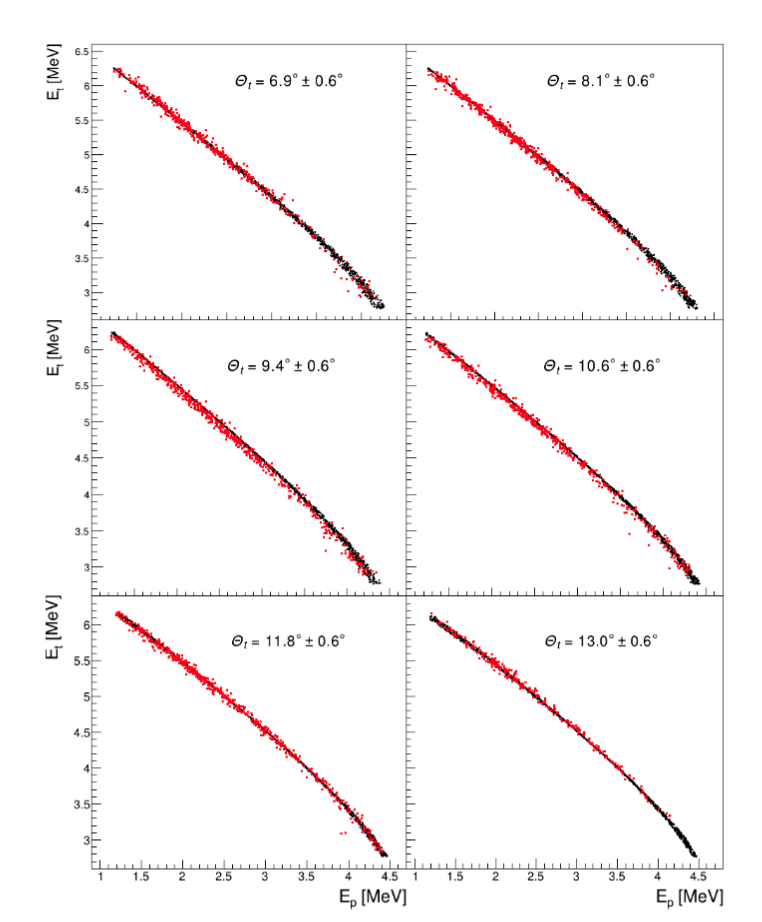 E_t [MeV]
6.5
6
5.5
5
4.5
4
3.5
3
Θ_t = 6.9° ± 0.6°
Θ_t = 8.1° ± 0.6°
E_t [MeV]
6
5.5
5
4.5
4
3.5
3
Θ_t = 9.4° ± 0.6°
Θ_t = 10.6° ± 0.6°
E_t [MeV]
6
5.5
5
4.5
4
3.5
3
Θ_t = 11.8° ± 0.6°
Θ_t = 13.0° ± 0.6°
1 1.5 2 2.5 3 3.5 4 4.5 1 1.5 2 2.5 3 3.5 4 4.5
E_p [MeV] E_p [MeV]